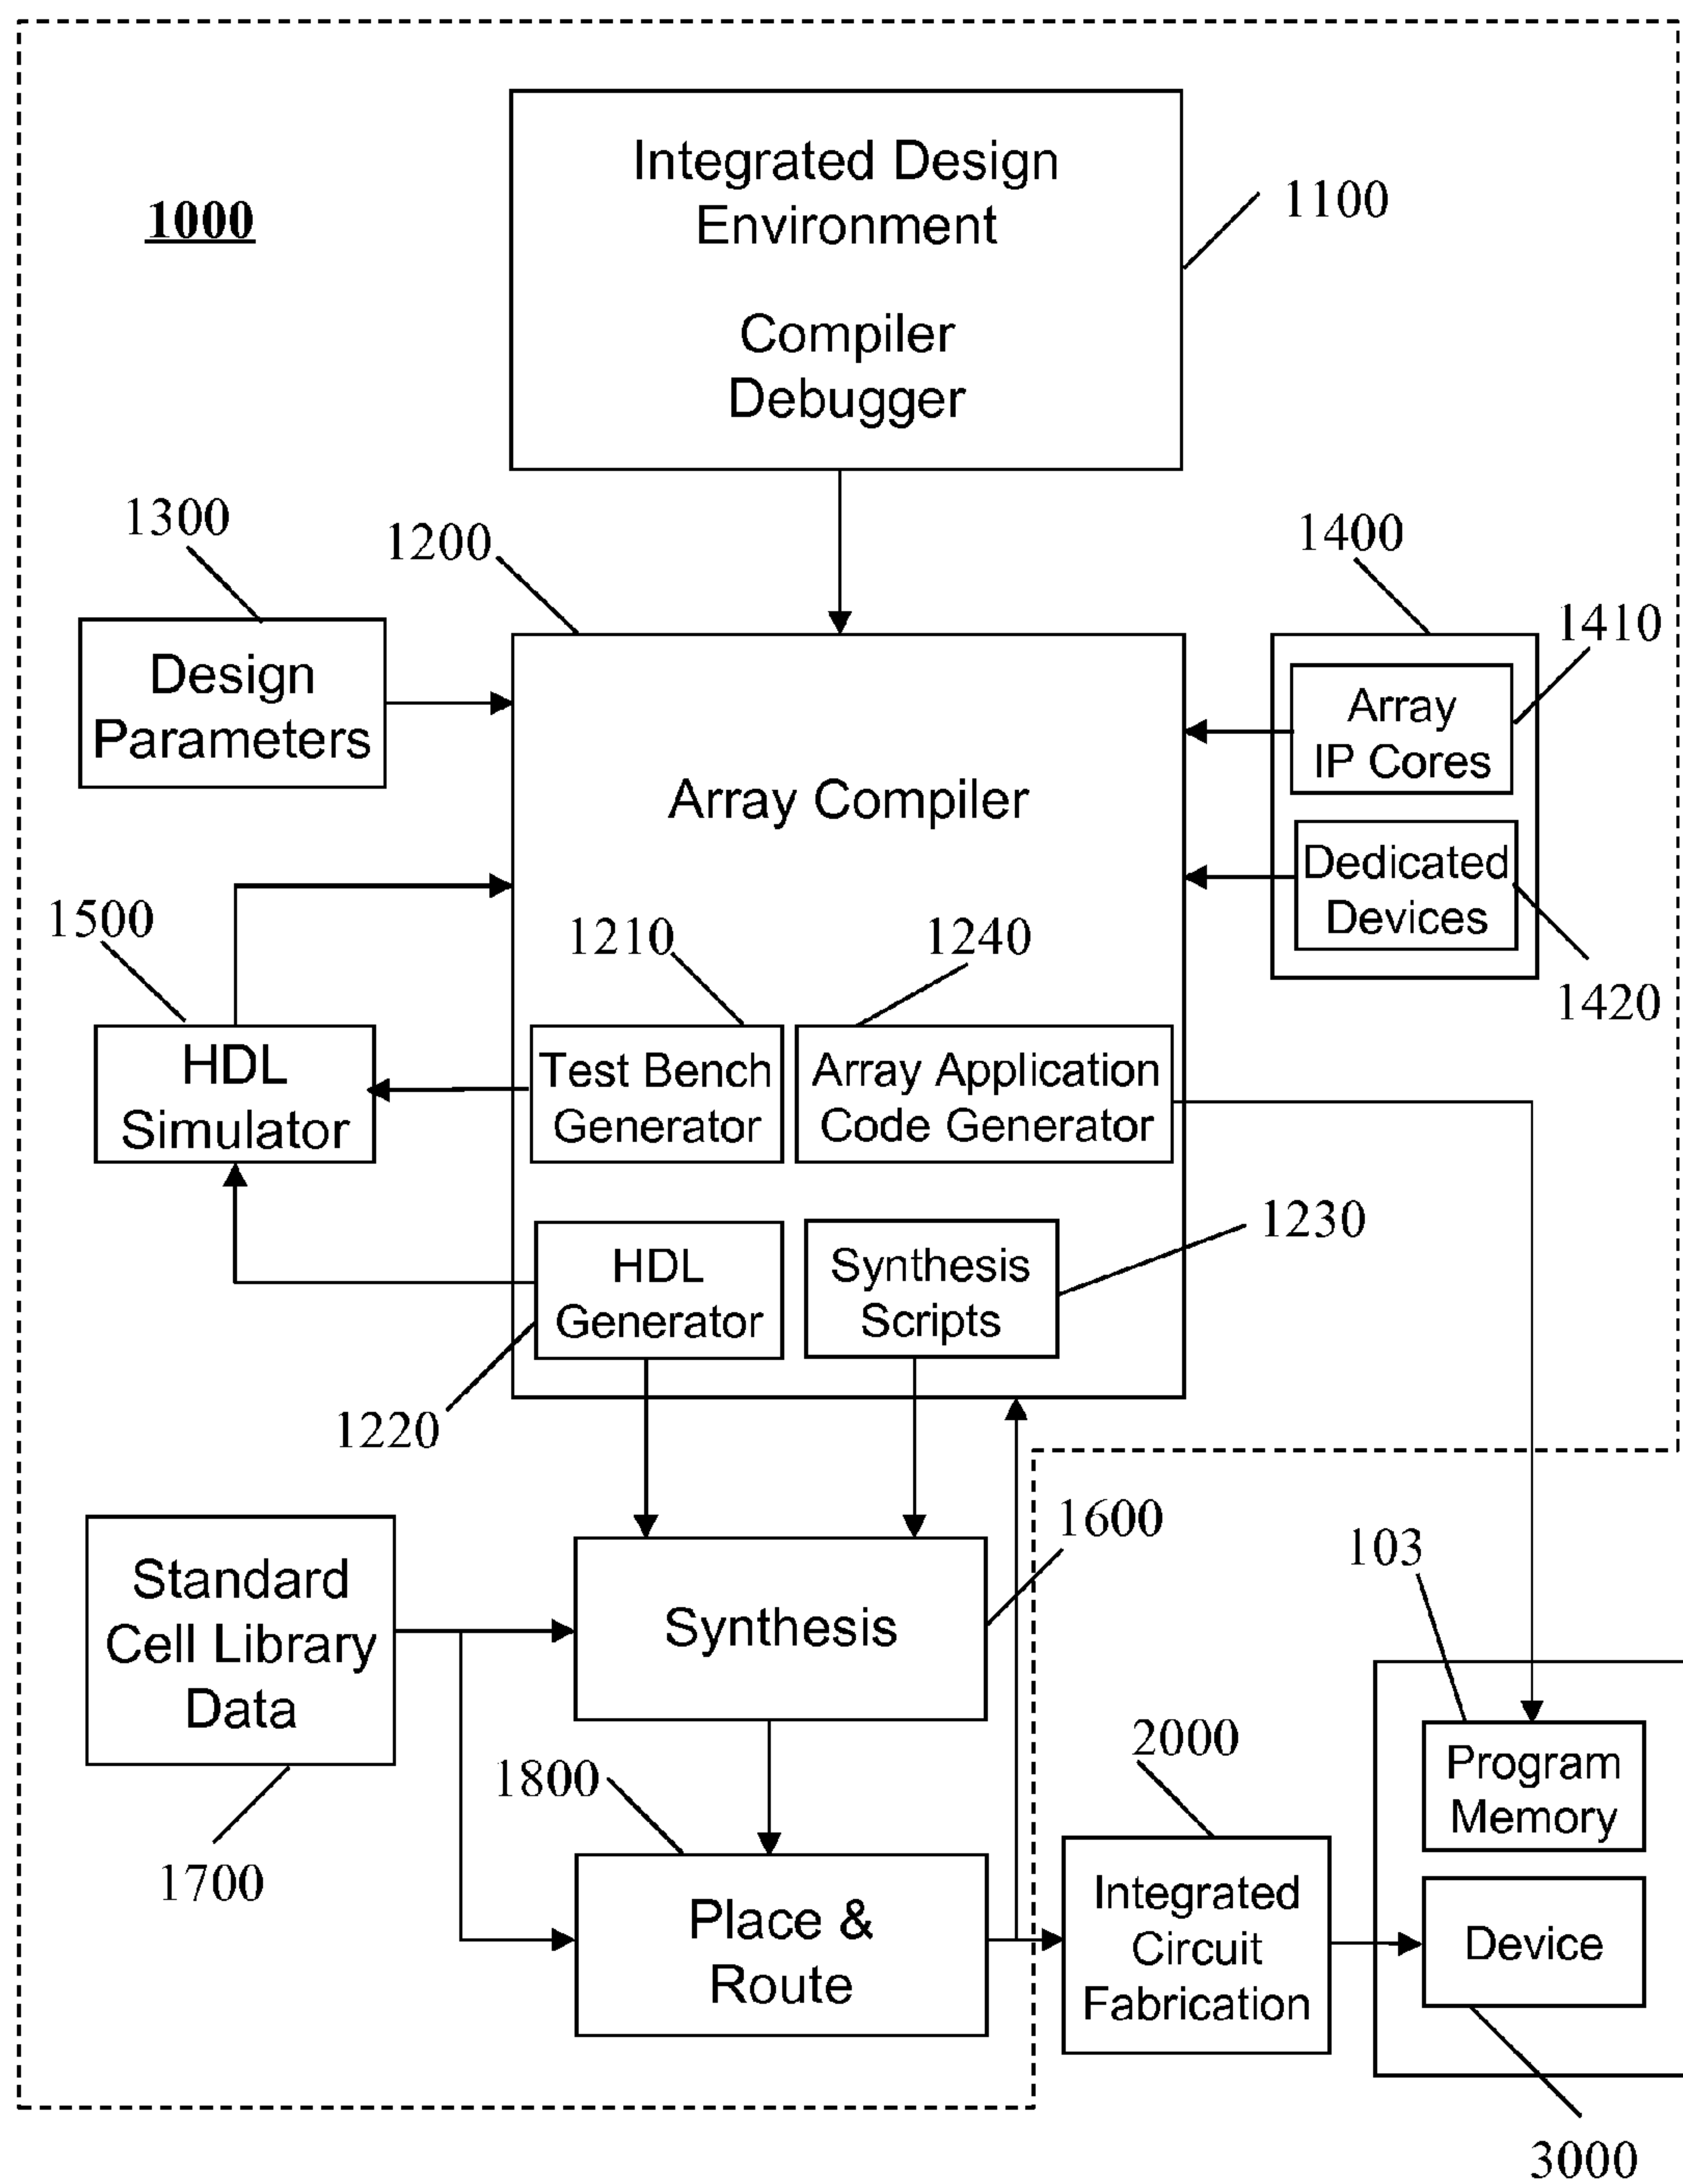 1000
Integrated Design
Environment
Compiler
Debugger
1100
1300
1200
1400
1410
Design
Parameters
Array
IP Cores
Array Compiler
Dedicated
Devices
1500
1210
1240
1420
HDL
Simulator
Test Bench
Generator
Array Application
Code Generator
1230
HDL
Generator
Synthesis
Scripts
1220
1600
103
Standard
Cell Library
Data
Synthesis
2000
Program
Memory
1800
1700
Place &
Route
Integrated
Circuit
Fabrication
Device
3000